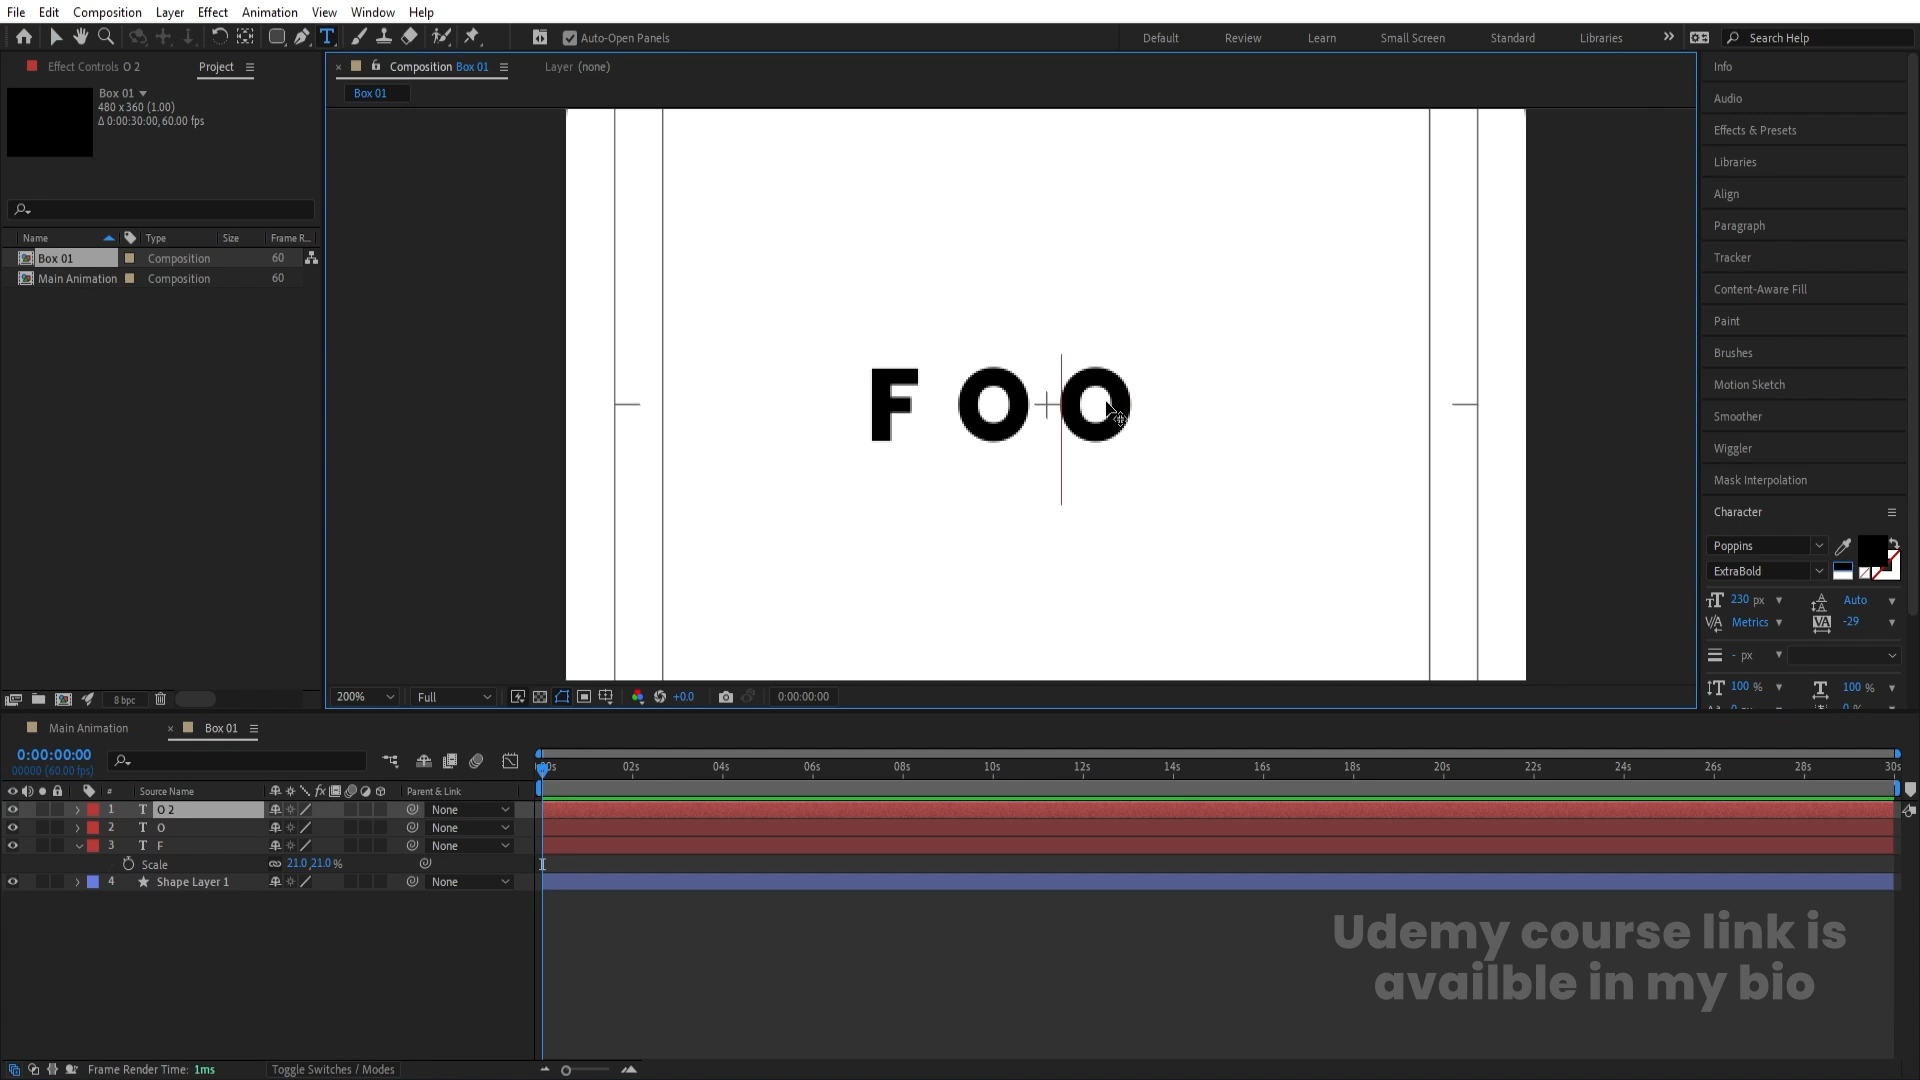 File Edit Composition Layer Effect Animation View Window Help
Auto-Open Panels Default Review Learn Small Screen Standard Libraries Search Help
Effect Controls O 2 Project
Box 01
480 x 360 (1.00)
Δ 0:00:30:00, 60.00 fps
Name Type Size Frame R...
Box 01 Composition 60
Main Animation Composition 60
8 bpc
Composition Box 01 Layer (none)
Box 01
F O O
200% Full +0.0 0:00:00:00
Info
Audio
Effects & Presets
Libraries
Align
Paragraph
Tracker
Content-Aware Fill
Paint
Brushes
Motion Sketch
Smoother
Wiggler
Mask Interpolation
Character
Poppins
ExtraBold
230 px Auto
Metrics -29
- px
100 % 100 %
Main Animation Box 01
0:00:00:00
00000 (60.00 fps)
02s 04s 06s 08s 10s 12s 14s 16s 18s 20s 22s 24s 26s 28s 30s
# Source Name Parent & Link
1 T O 2 None
2 T O None
3 T F None
Scale 21.0,21.0 %
4 Shape Layer 1 None
Udemy course link is
availble in my bio
Frame Render Time: 1ms Toggle Switches / Modes